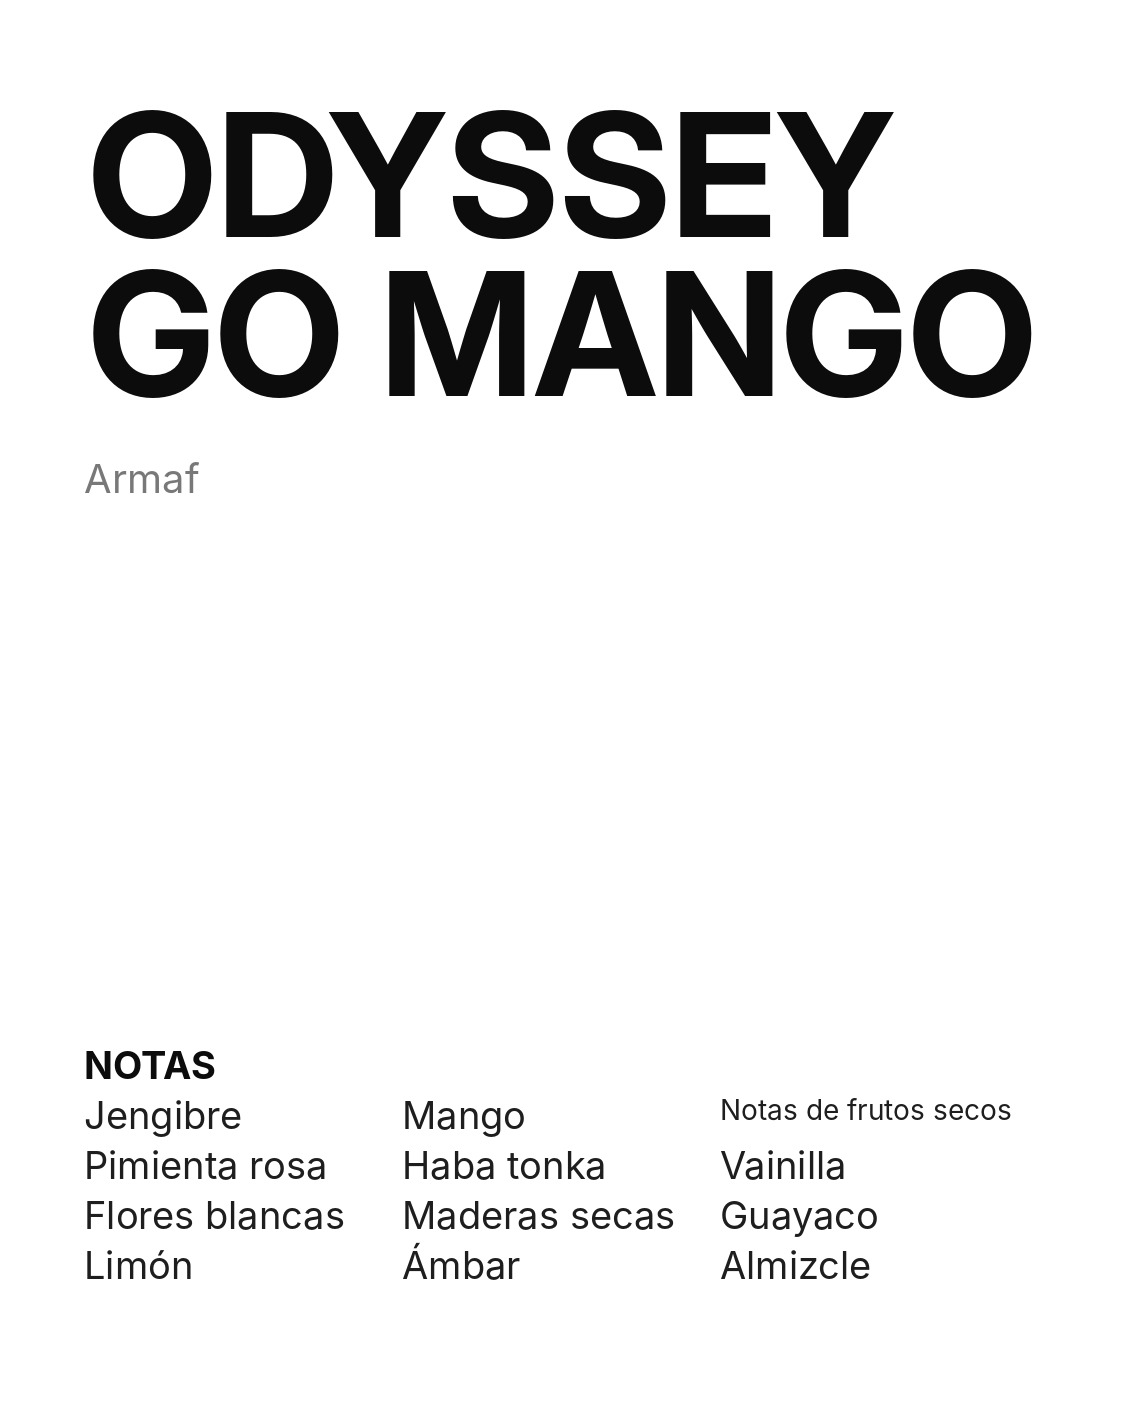 ODYSSEY
GO MANGO
Armaf
NOTAS
Jengibre
Pimienta rosa
Flores blancas
Limón
Mango
Haba tonka
Maderas secas
Ámbar
Notas de frutos secos
Vainilla
Guayaco
Almizcle